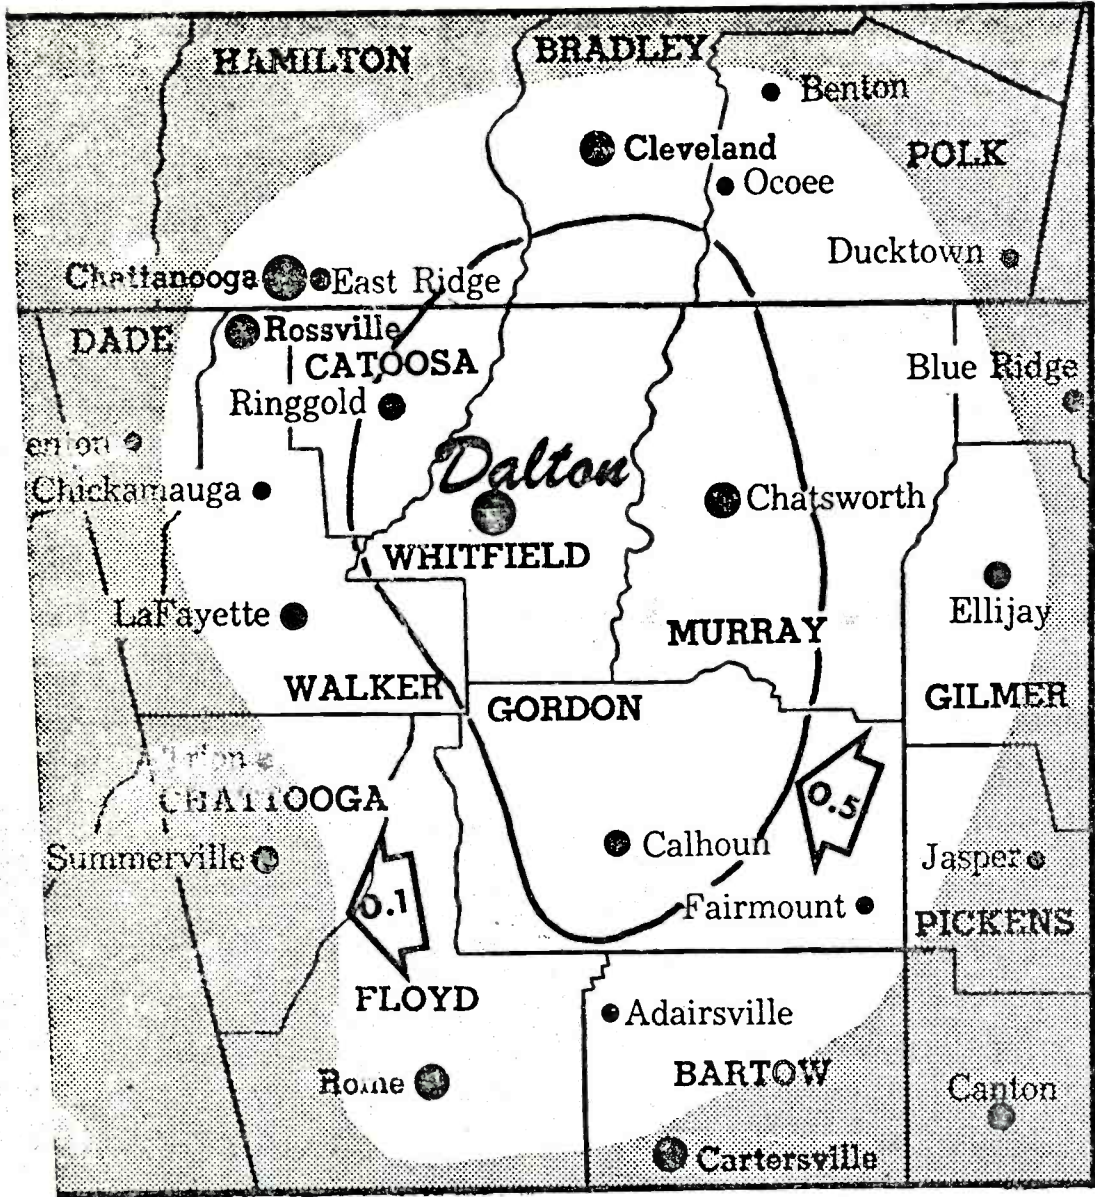 HAMILTON
BRADLEY
Benton
Cleveland
POLK
Ocoee
Ducktown
Chattanooga
East Ridge
Rossville
DADE
CATOOSA
Blue Ridge
Ringgold
enton
Dalton
Chickamauga
Chatsworth
WHITFIELD
Ellijay
LaFayette
MURRAY
WALKER
GORDON
GILMER
CHATTOOGA
0.5
Calhoun
Summerville
Jasper
0.1
Fairmount
PICKENS
FLOYD
Adairsville
BARTOW
Rome
Canton
Cartersville